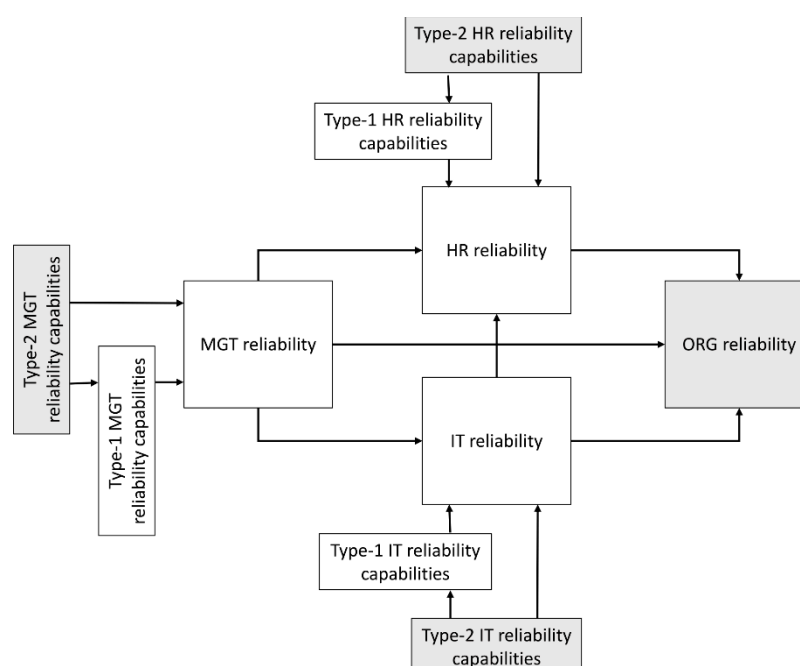 Type-2 HR reliability
capabilities
Type-1 HR reliability
capabilities
HR reliability
Type-2 MGT
reliability capabilities
Type-1 MGT
reliability capabilities
MGT reliability
ORG reliability
IT reliability
Type-1 IT reliability
capabilities
Type-2 IT reliability
capabilities